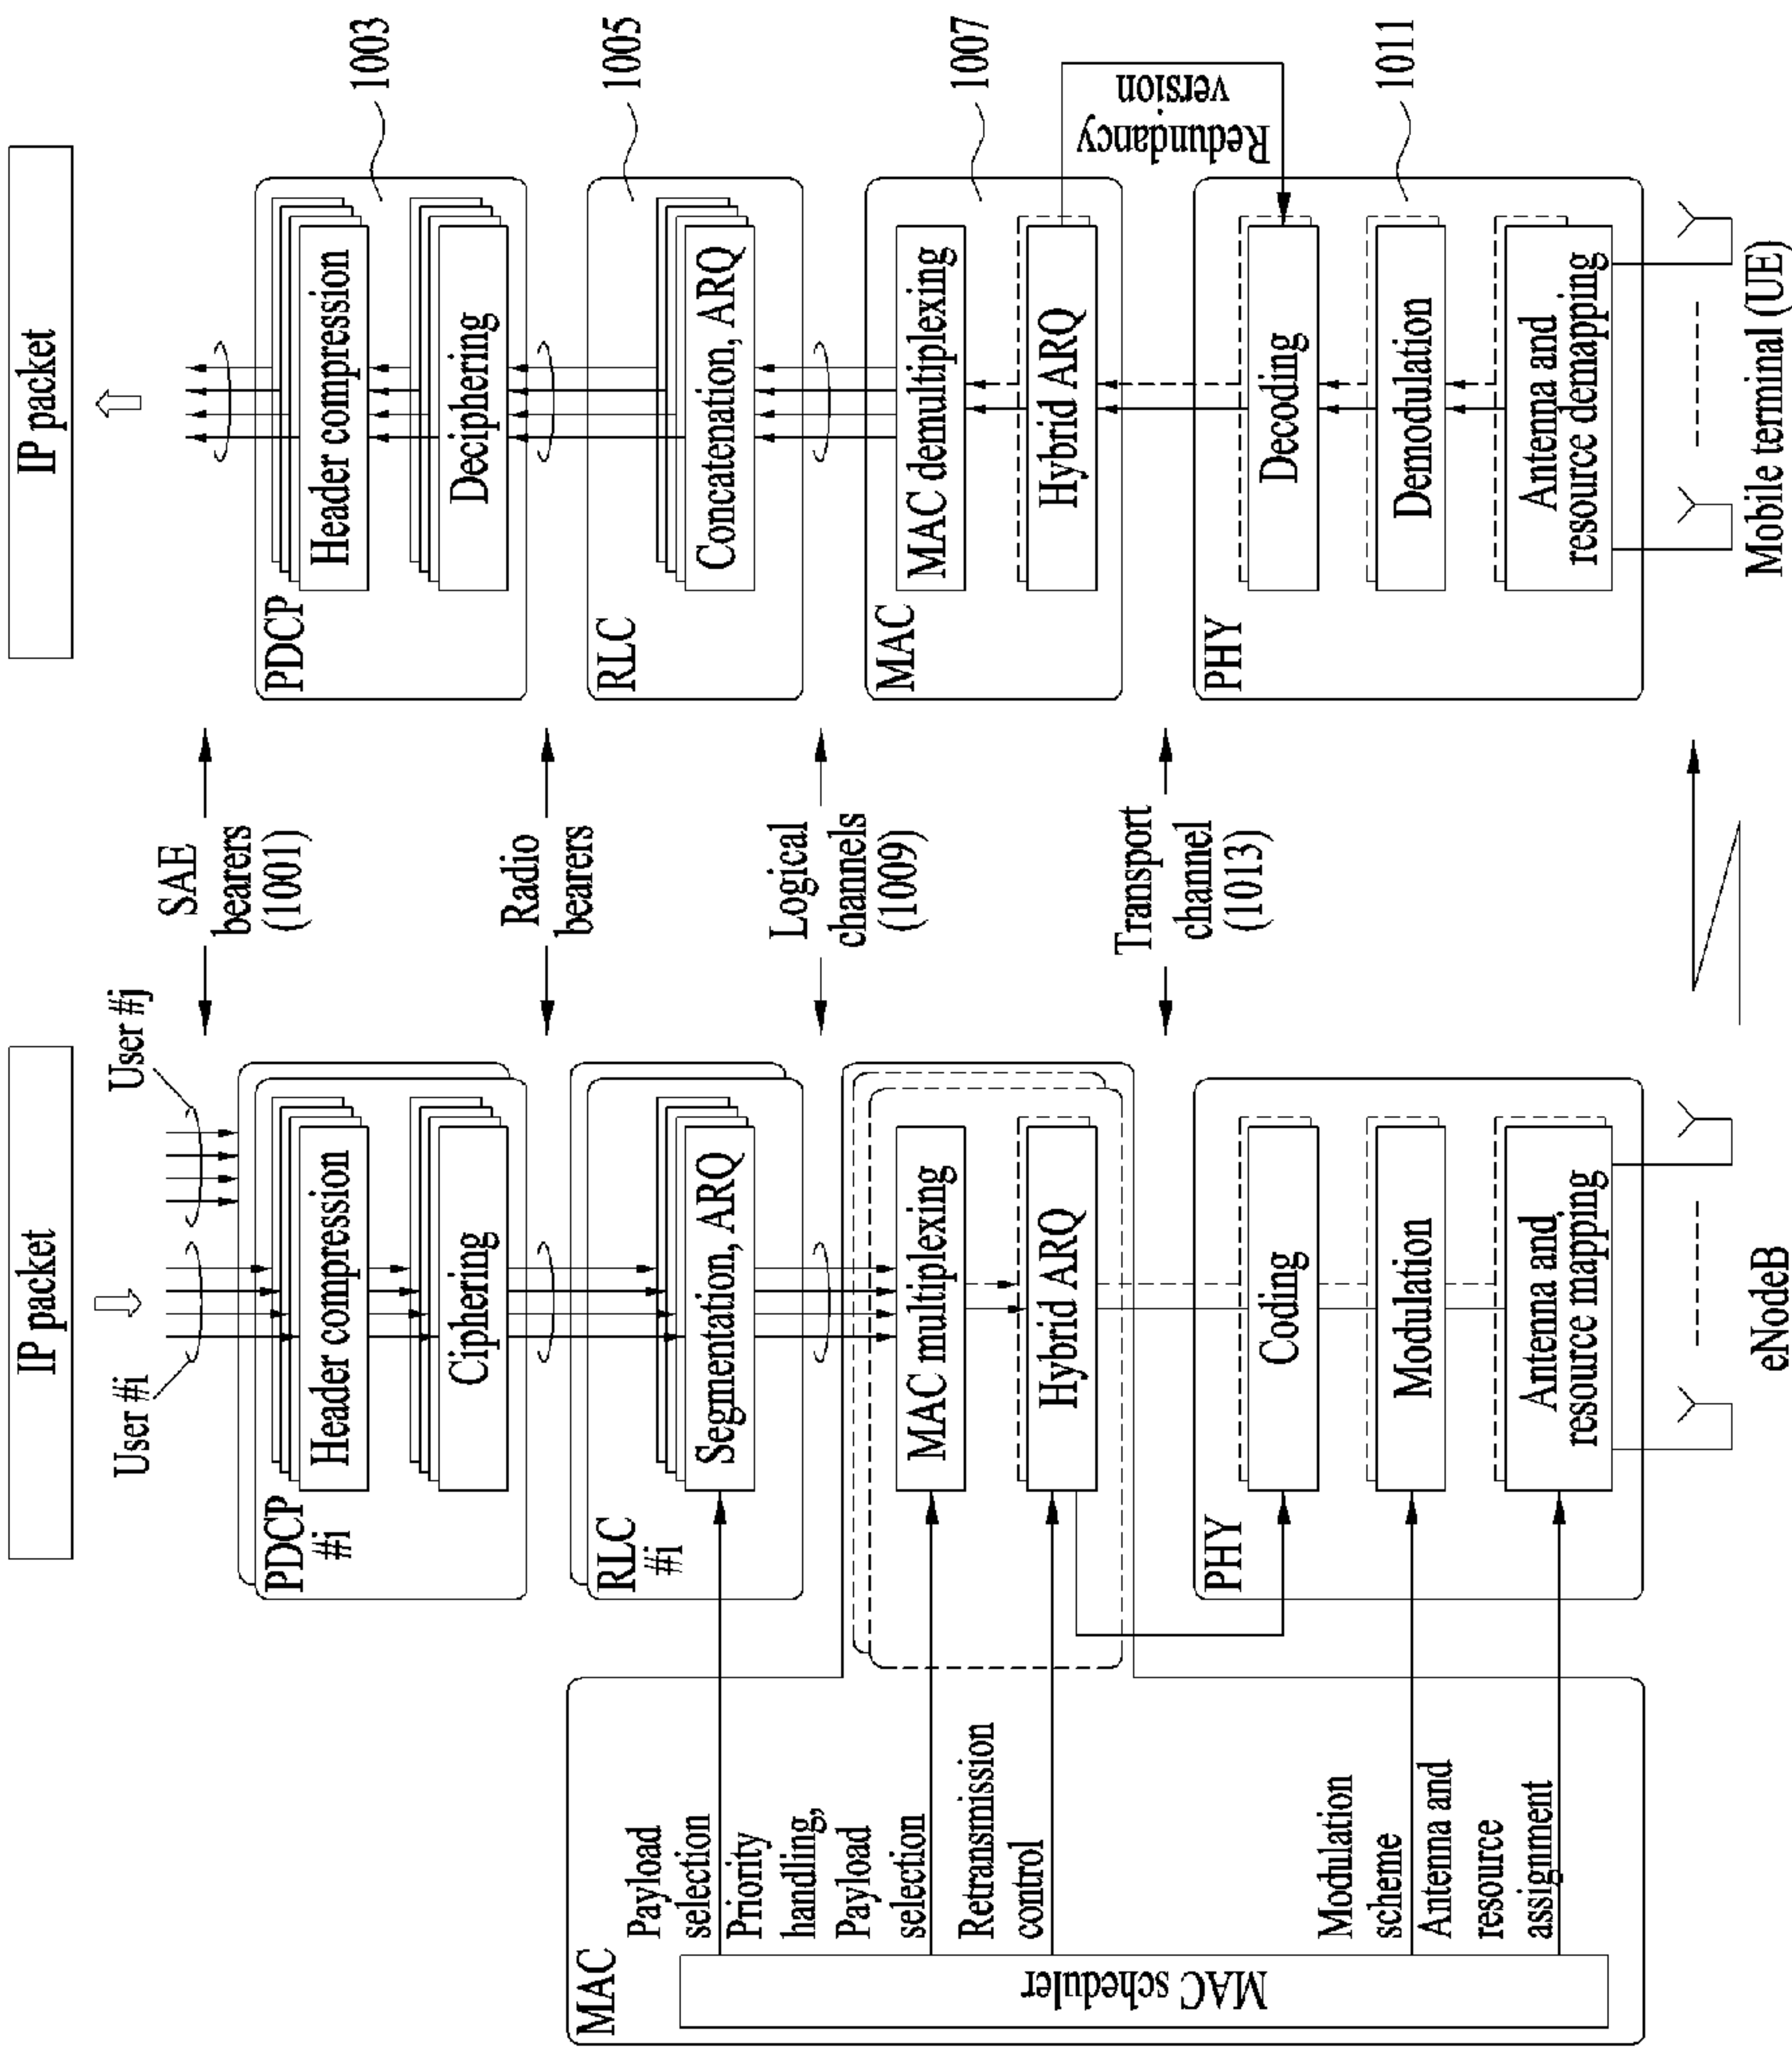 IP packet
User #i
User #j
PDCP
#i
Header compression
Ciphering
RLC
#i
Segmentation, ARQ
MAC
MAC scheduler
Payload
selection
Priority
handling,
Payload
selection
Retransmission
control
Modulation
scheme
Antenna and
resource
assignment
MAC multiplexing
Hybrid ARQ
PHY
Coding
Modulation
Antenna and
resource mapping
eNodeB
SAE
bearers
(1001)
Radio
bearers
Logical
channels
(1009)
Transport
channel
(1013)
IP packet
PDCP
Header compression
Deciphering
1003
RLC
Concatenation, ARQ
1005
MAC
MAC demultiplexing
Hybrid ARQ
1007
Redundancy
version
PHY
Decoding
Demodulation
Antenna and
resource demapping
1011
Mobile terminal (UE)